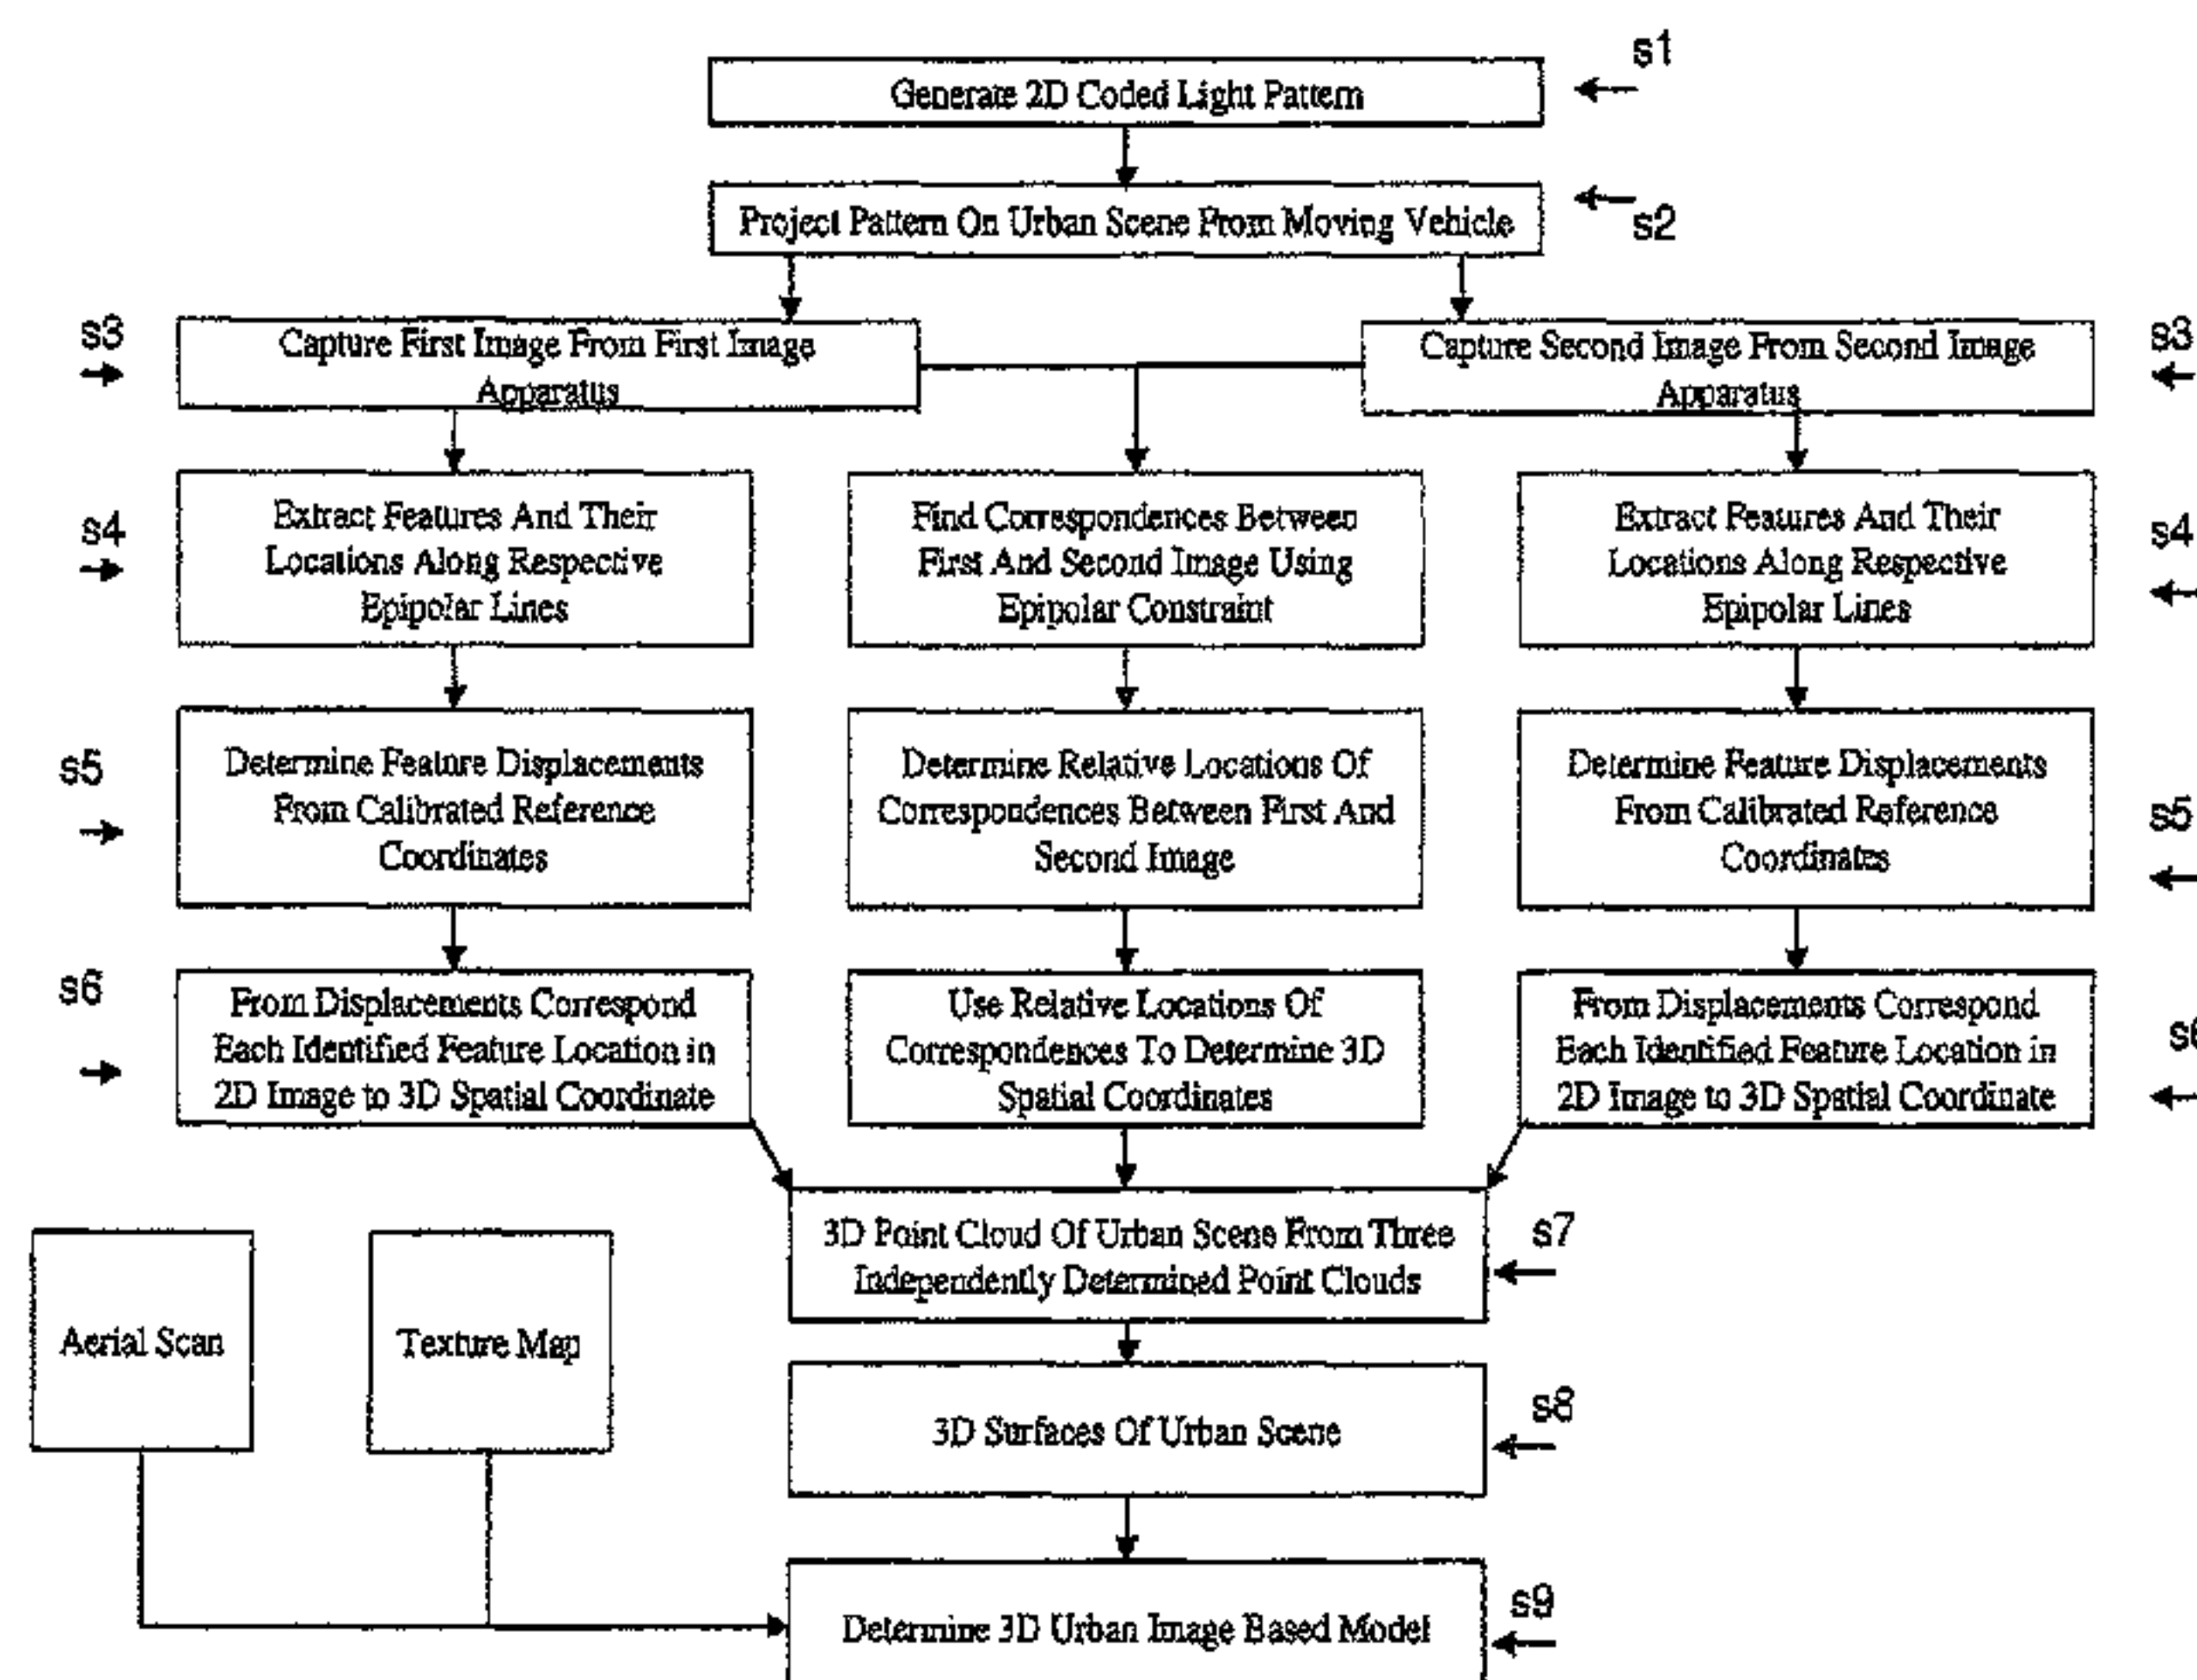 s1
Generate 2D Coded Light Pattern
Project Pattern On Urban Scene From Moving Vehicle
s2
s3
Capture First Image From First Image
Apparatus
Capture Second Image From Second Image
Apparatus
s3
s4
Extract Features And Their
Locations Along Respective
Epipolar Lines
Find Correspondences Between
First And Second Image Using
Epipolar Constraint
Extract Features And Their
Locations Along Respective
Epipolar Lines
s4
s5
Determine Feature Displacements
From Calibrated Reference
Coordinates
Determine Relative Locations Of
Correspondences Between First And
Second Image
Determine Feature Displacements
From Calibrated Reference
Coordinates
s5
s6
From Displacements Correspond
Each Identified Feature Location in
2D Image to 3D Spatial Coordinate
Use Relative Locations Of
Correspondences To Determine 3D
Spatial Coordinates
From Displacements Correspond
Each Identified Feature Location in
2D Image to 3D Spatial Coordinate
s6
3D Point Cloud Of Urban Scene From Three
Independently Determined Point Clouds
s7
Aerial Scan
Texture Map
3D Surfaces Of Urban Scene
s8
Determine 3D Urban Image Based Model
s9